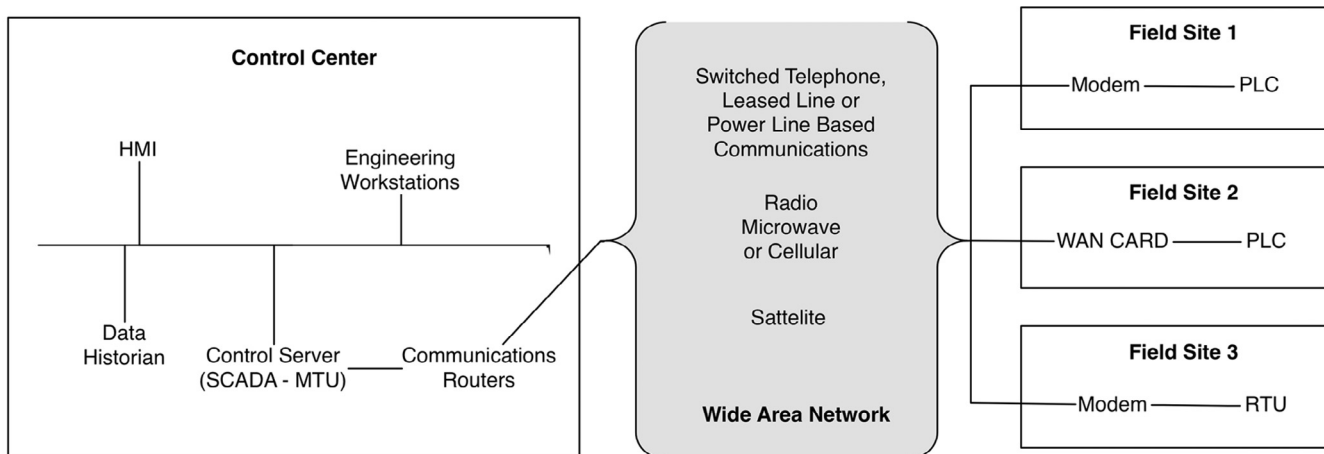 Control Center
HMI
Engineering
Workstations
Data
Historian
Control Server
(SCADA - MTU)
Communications
Routers
Switched Telephone,
Leased Line or
Power Line Based
Communications
Radio
Microwave
or Cellular
Sattelite
Wide Area Network
Field Site 1
Modem
PLC
Field Site 2
WAN CARD
PLC
Field Site 3
Modem
RTU